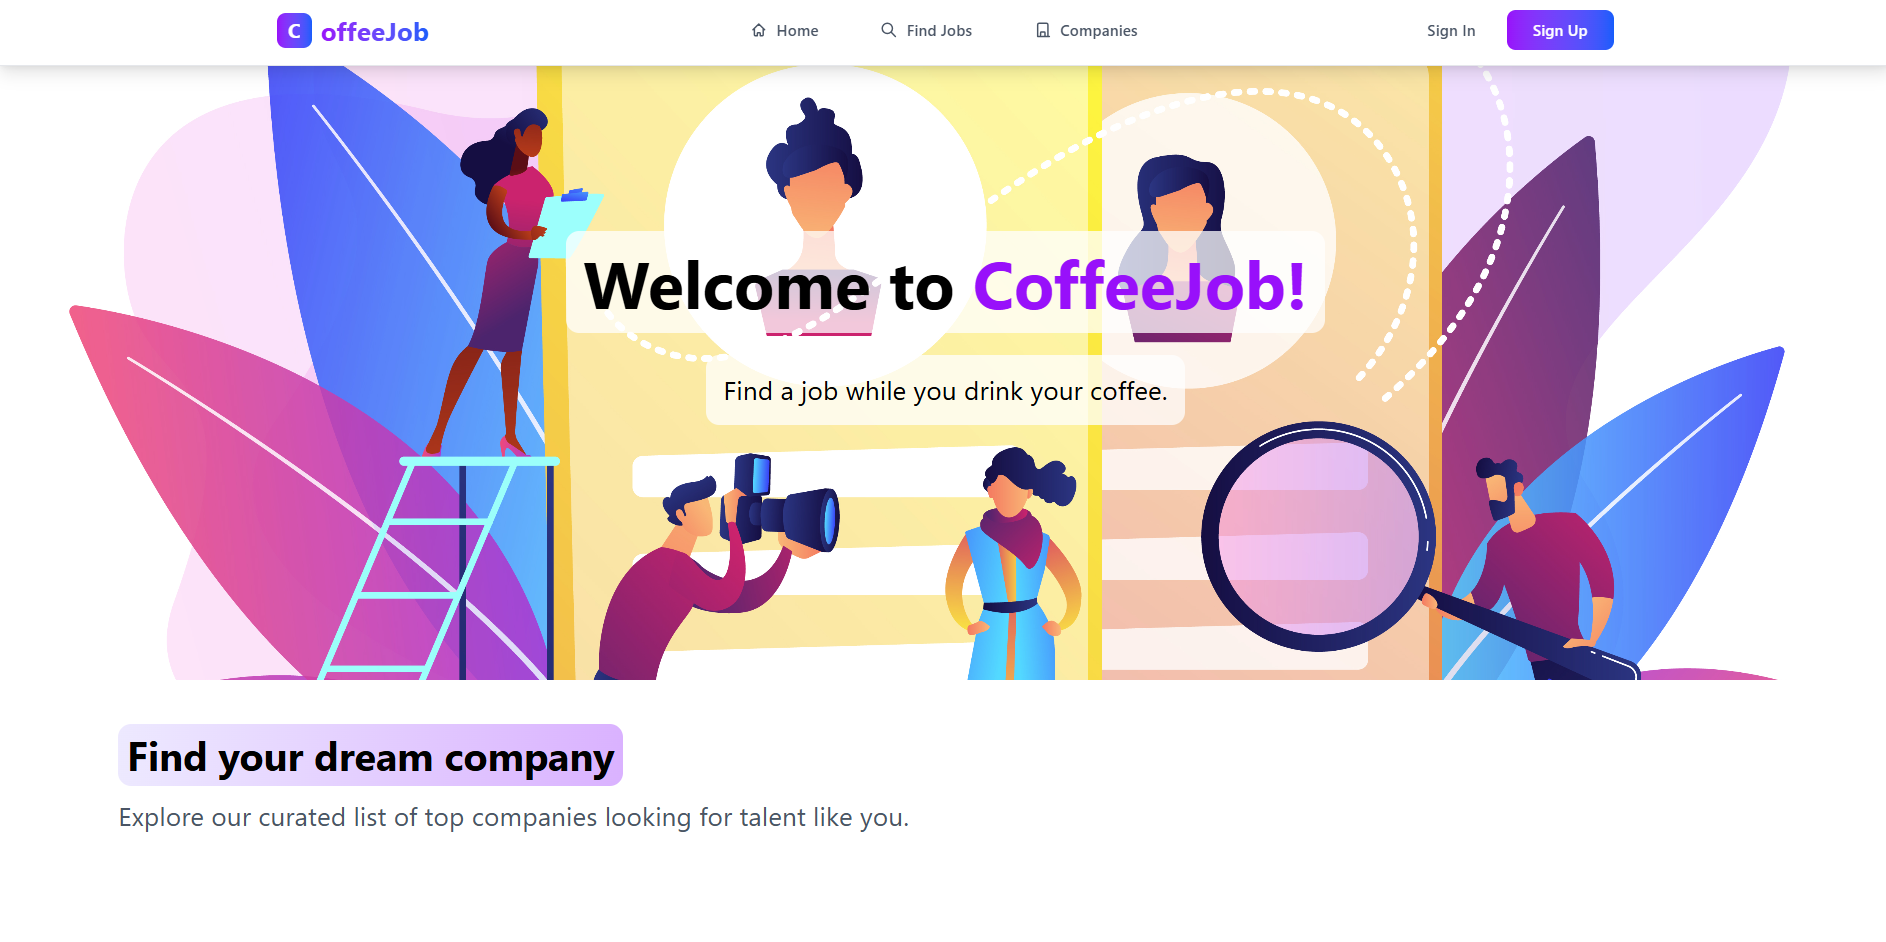 C offeeJob Home Find Jobs Companies Sign In Sign Up
Welcome to CoffeeJob!
Find a job while you drink your coffee.
Find your dream company
Explore our curated list of top companies looking for talent like you.